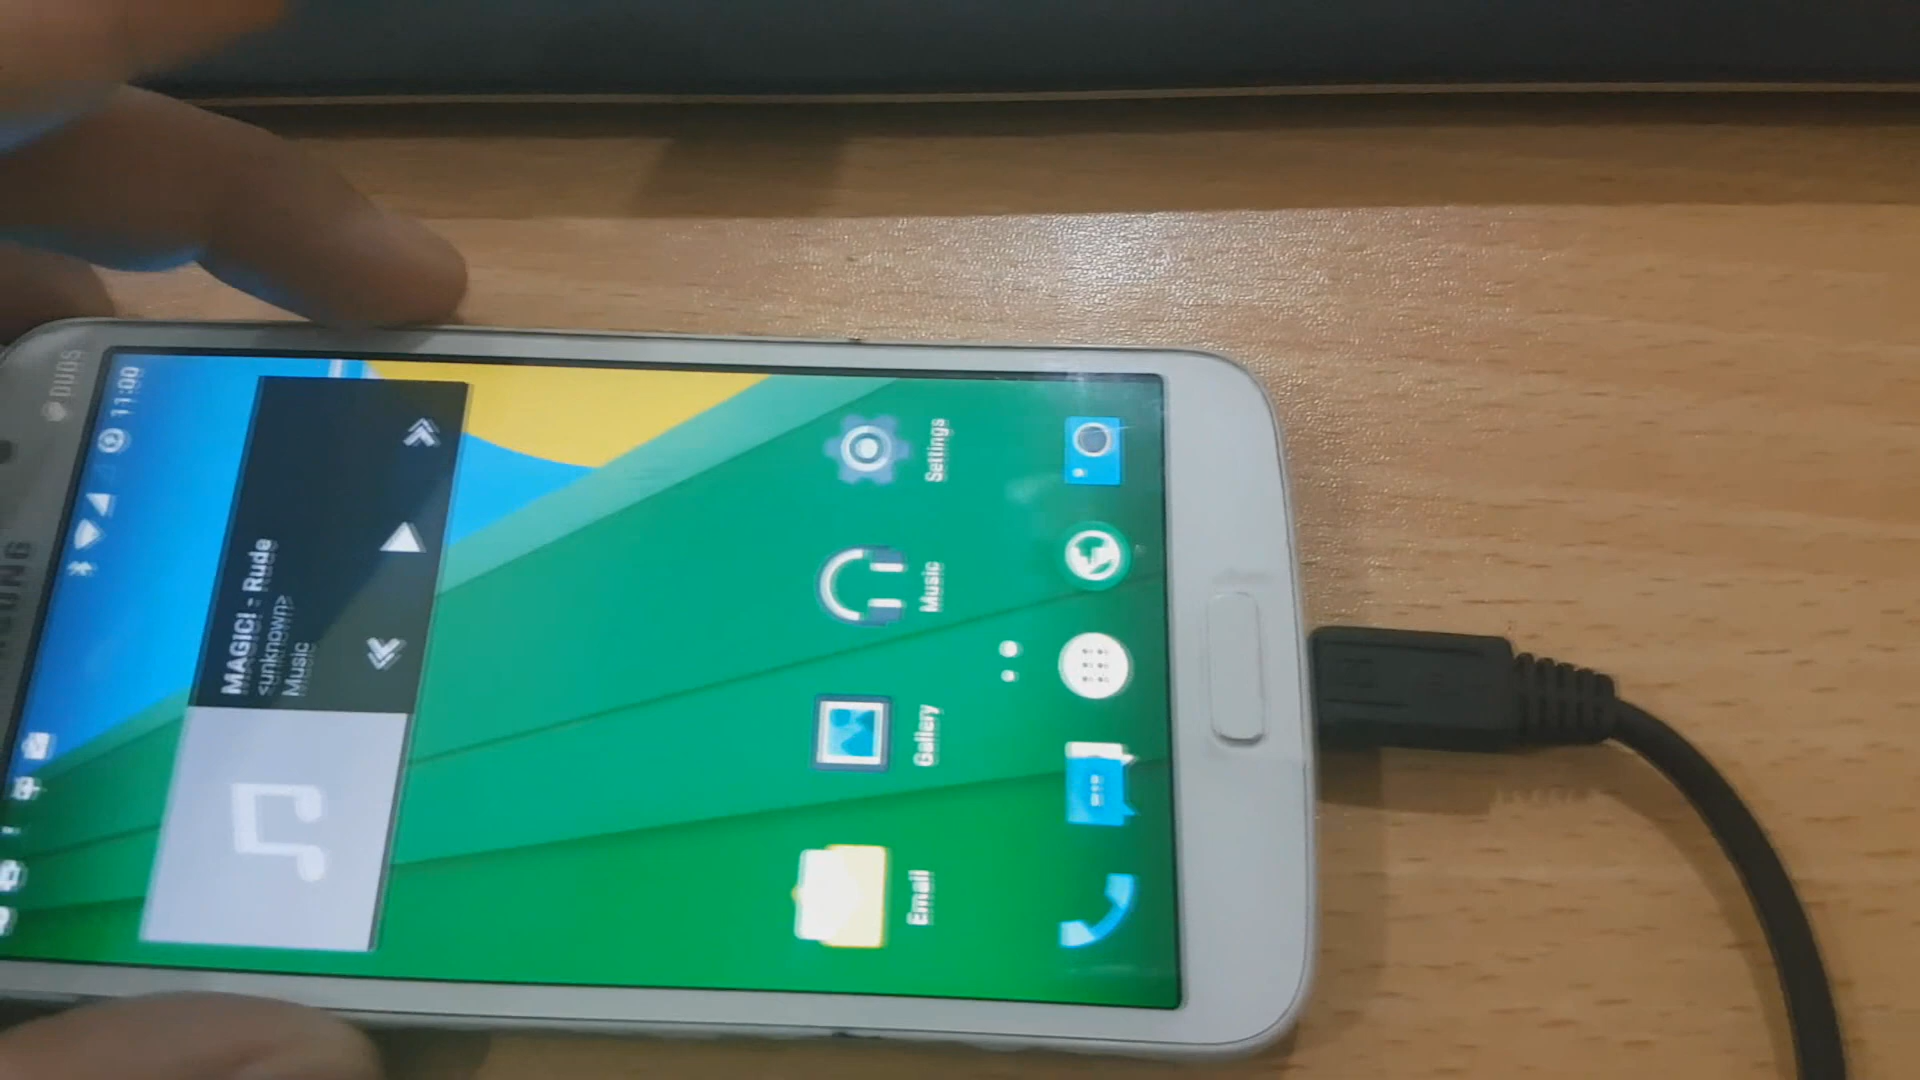 DUOS
11:00
MAGIC! - Rude
<unknown>
Music
Email
Gallery
Music
Settings